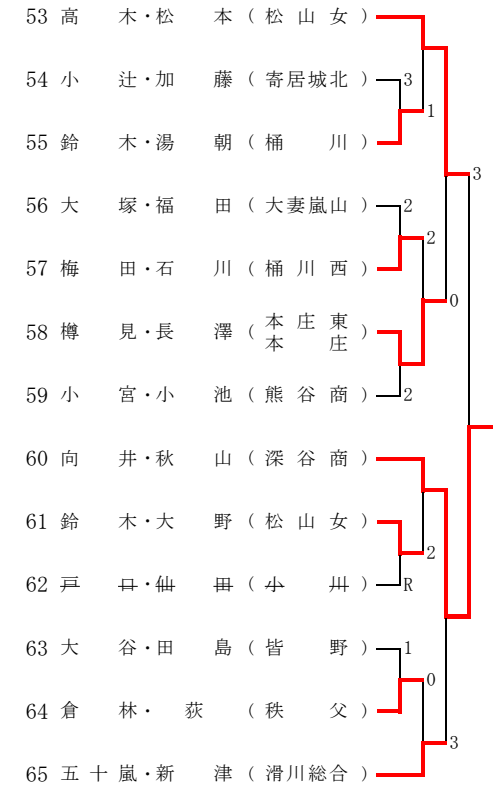 53 高木・松本(松山女)
54 小辻・加藤(寄居城北) 3
1
55 鈴木・湯朝(桶川)
3
56 大塚・福田(大妻嵐山) 2
2
57 梅田・石川(桶川西)
0
58 樽見・長澤(本庄東
本庄)
59 小宮・小池(熊谷商) 2
60 向井・秋山(深谷商)
61 鈴木・大野(松山女)
2
62 戸口・仙田(小川) R
63 大谷・田島(皆野) 1
0
64 倉林・荻(秩父)
3
65 五十嵐・新津(滑川総合)